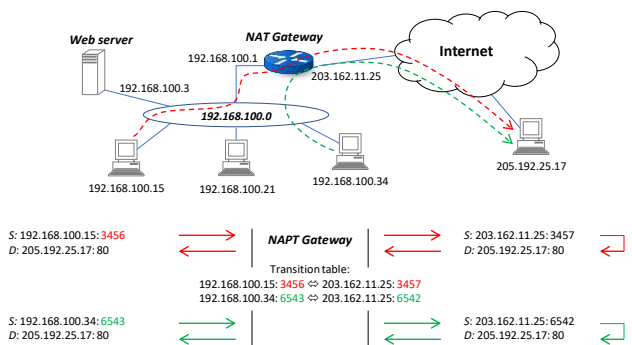 NAT Gateway
Web server
Internet
192.168.100.1
203.162.11.25
192.168.100.3
192.168.100.0
205.192.25.17
192.168.100.15
192.168.100.21
192.168.100.34
S: 192.168.100.15: 3456
D: 205.192.25.17: 80
NAPT Gateway
S: 203.162.11.25: 3457
D: 205.192.25.17: 80
Transition table:
192.168.100.15: 3456 ⇔ 203.162.11.25: 3457
192.168.100.34: 6543 ⇔ 203.162.11.25: 6542
S: 192.168.100.34: 6543
D: 205.192.25.17: 80
S: 203.162.11.25: 6542
D: 205.192.25.17: 80